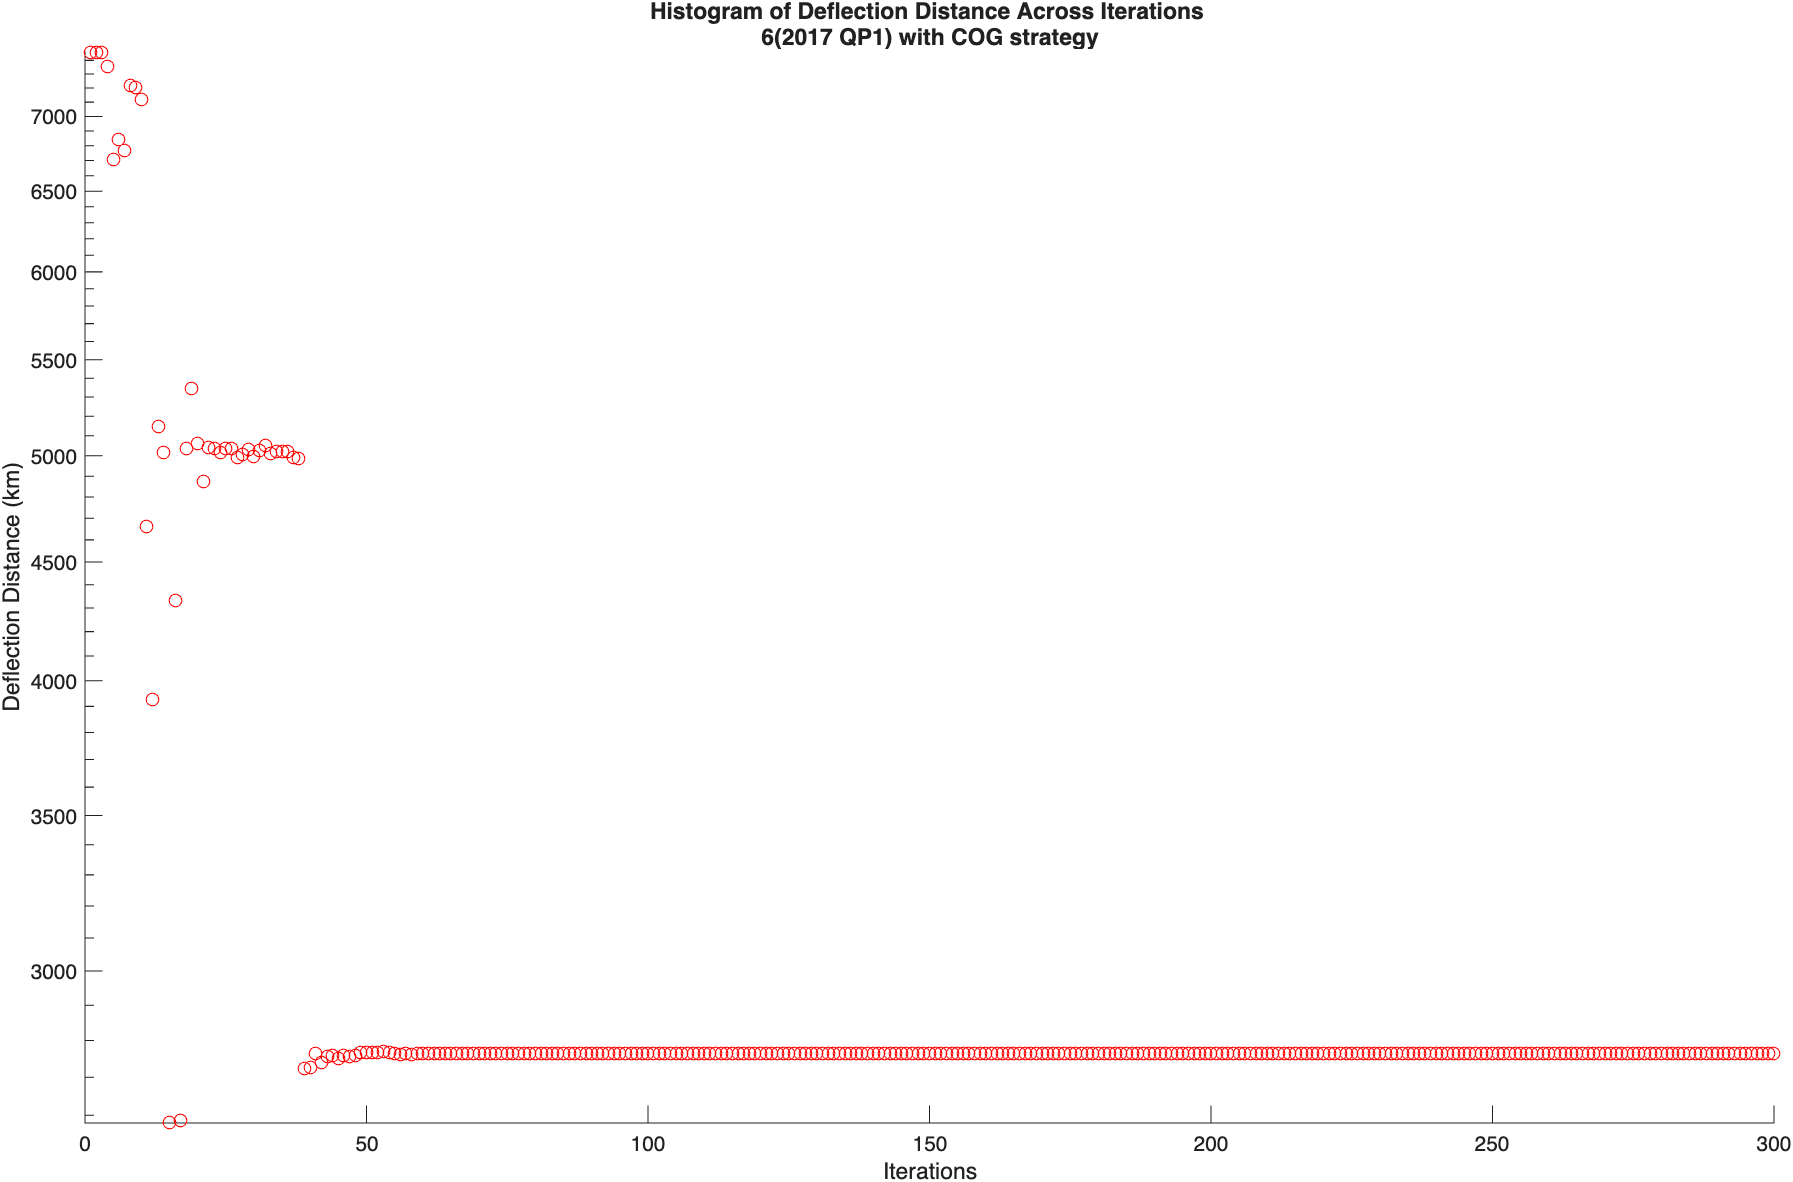 Histogram of Deflection Distance Across Iterations
6(2017 QP1) with COG strategy
7000
6500
6000
5500
5000
4500
4000
3500
3000
Deflection Distance (km)
0 50 100 150 200 250 300
Iterations